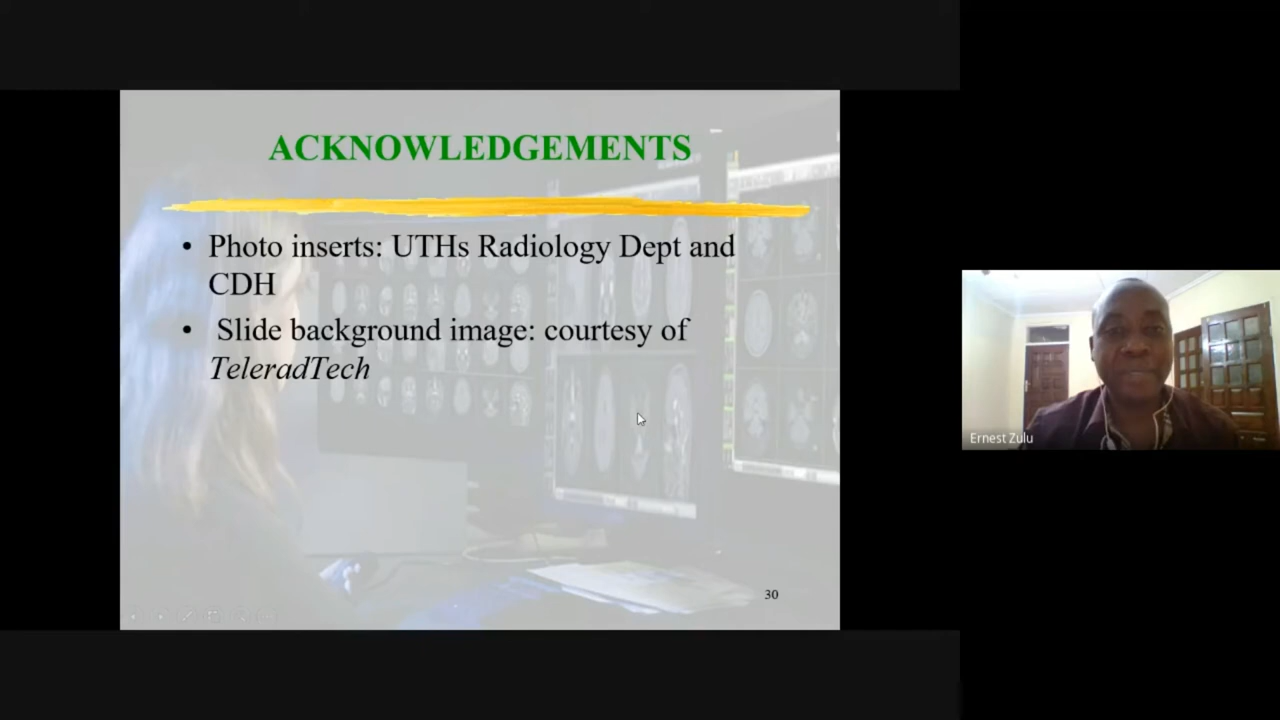 ACKNOWLEDGEMENTS
• Photo inserts: UTHs Radiology Dept and
CDH
• Slide background image: courtesy of
TeleradTech
30
Ernest Zulu